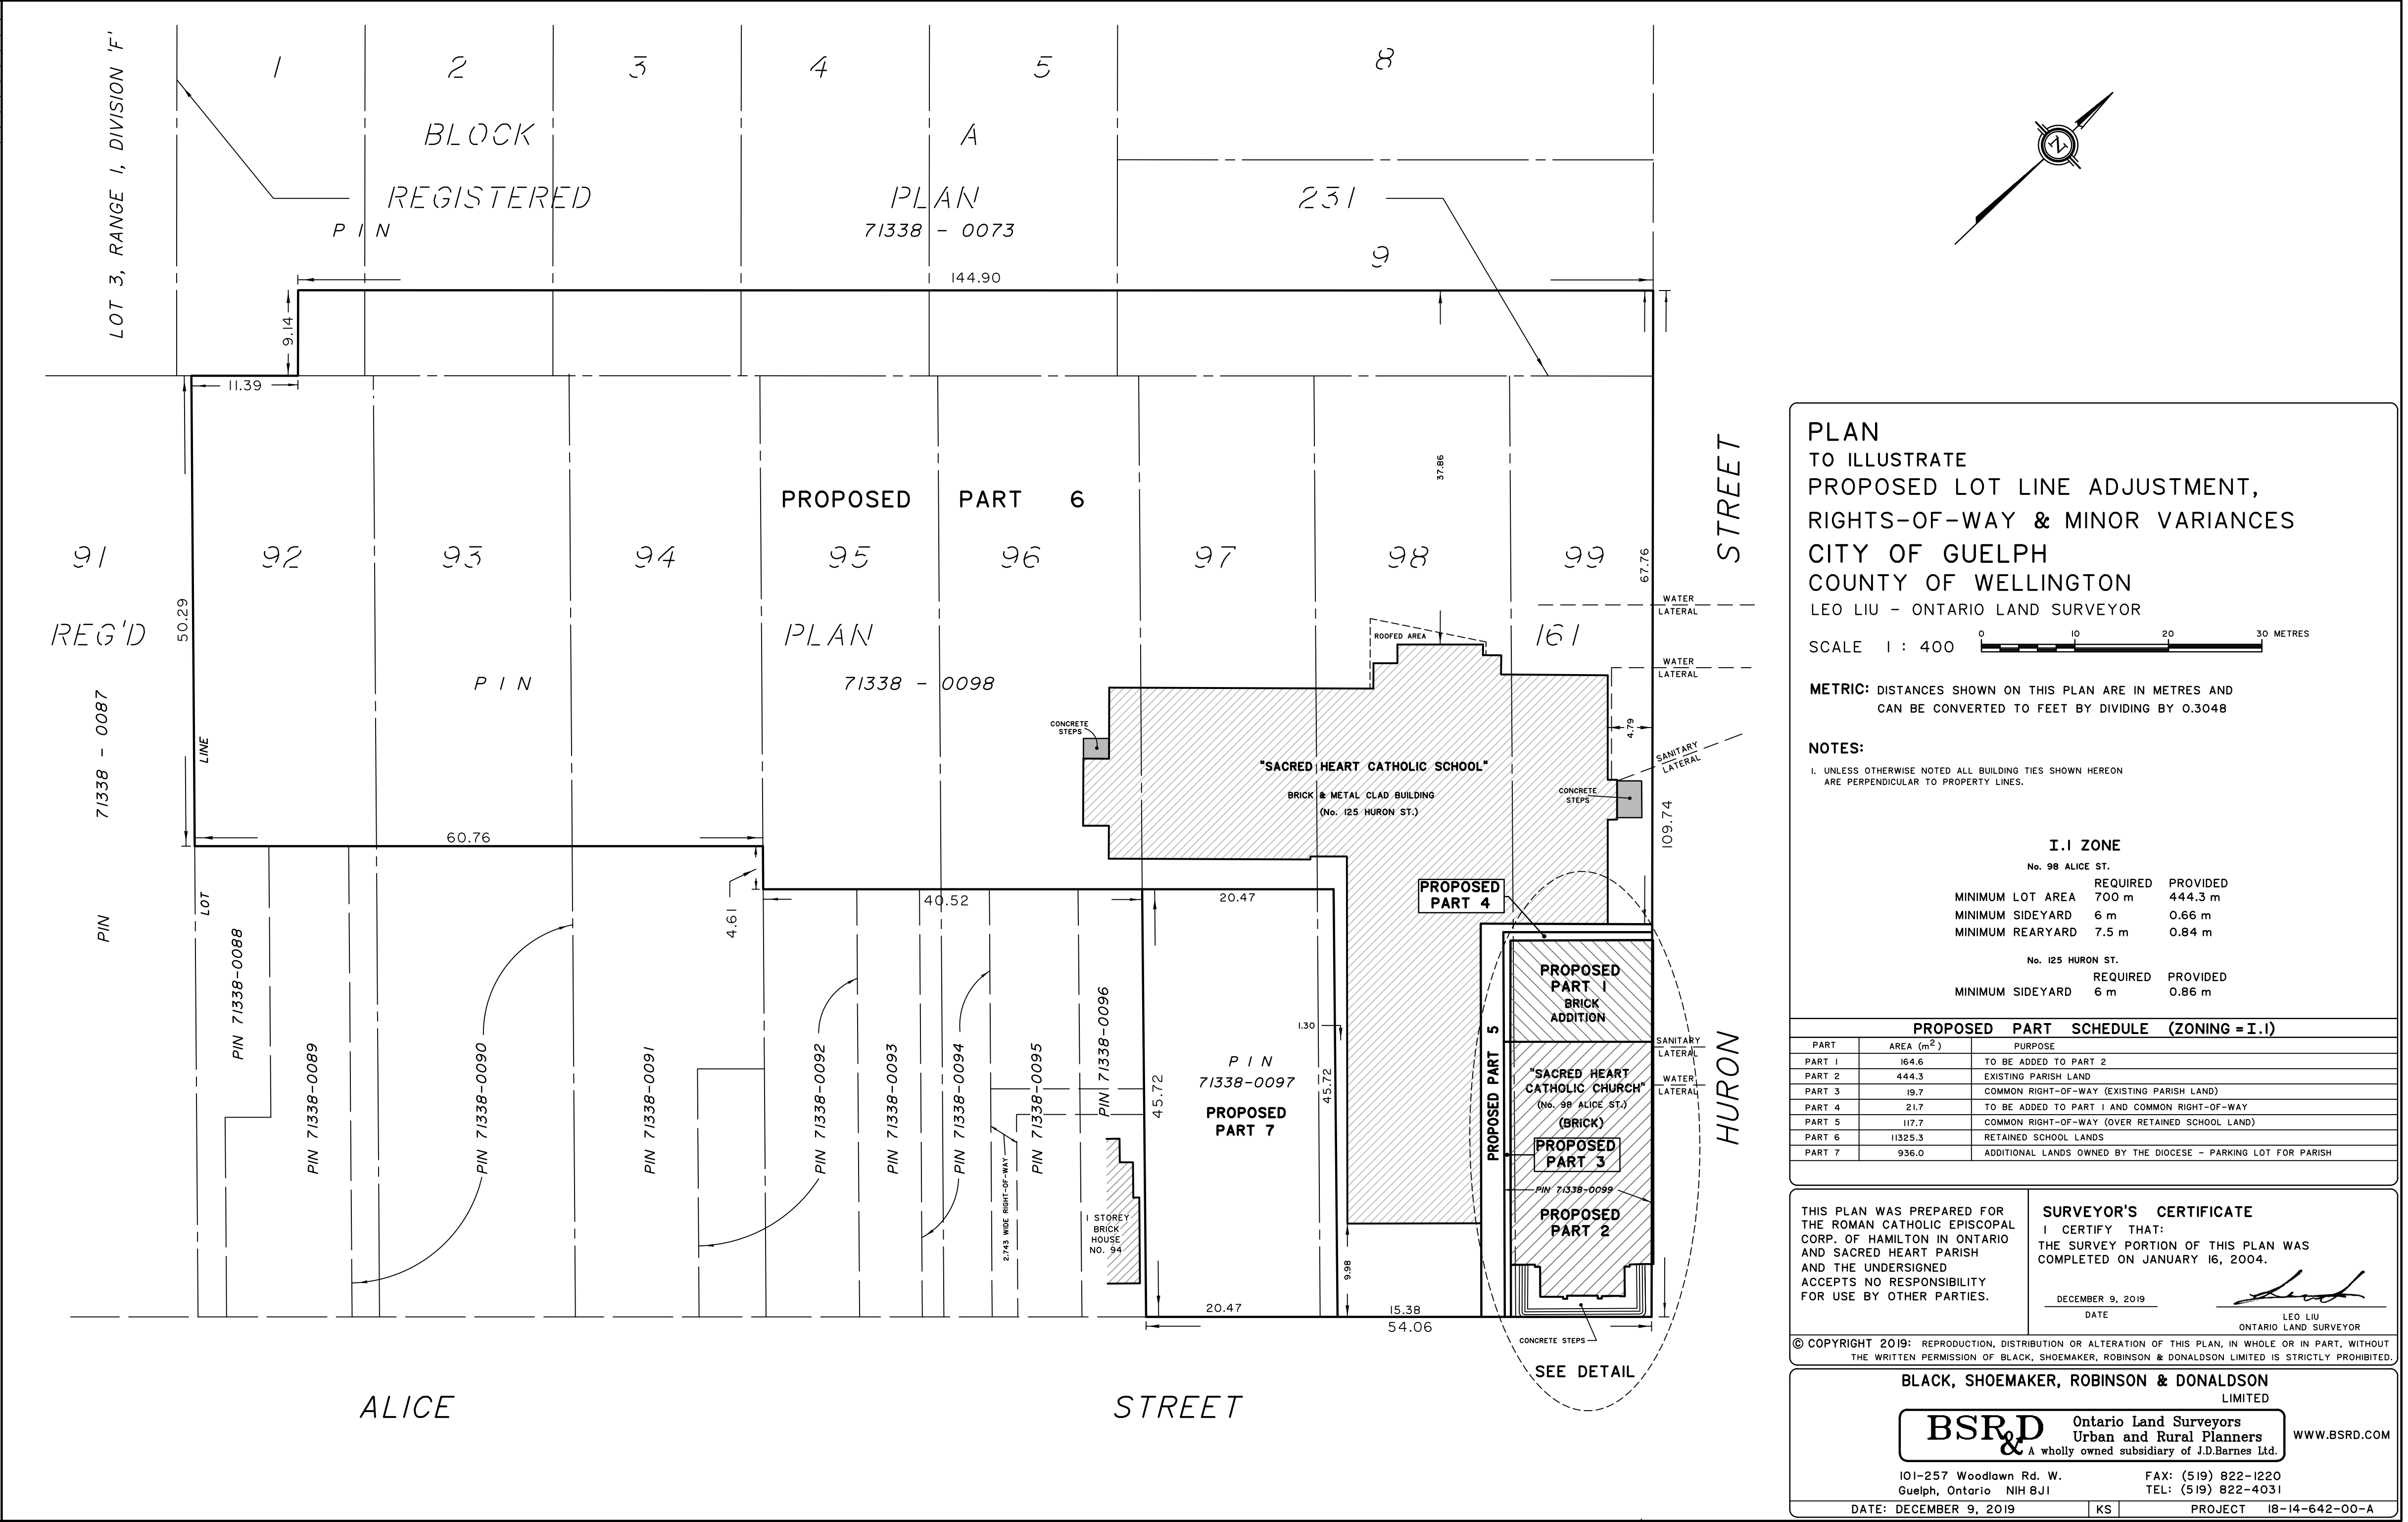 LOT 3, RANGE 1, DIVISION 'F'
1
2
3
4
5
8
BLOCK
A
REGISTERED
PLAN
231
PIN
71338 - 0073
9
144.90
9.14
11.39
N
PROPOSED PART 6
37.86
STREET
91
92
93
94
95
96
97
98
99
67.76
REG'D
PLAN
161
50.29
PIN
71338 - 0098
ROOFED AREA
WATER
LATERAL
WATER
LATERAL
PIN 71338 - 0087
LOT LINE
CONCRETE
STEPS
4.79
SANITARY
LATERAL
"SACRED HEART CATHOLIC SCHOOL"
BRICK & METAL CLAD BUILDING
(No. 125 HURON ST.)
CONCRETE
STEPS
109.74
60.76
4.61
40.52
20.47
PROPOSED
PART 4
PIN 71338-0088
PIN 71338-0089
PIN 71338-0090
PIN 71338-0091
PIN 71338-0092
PIN 71338-0093
PIN 71338-0094
PIN 71338-0095
PIN 71338-0096
2.743 WIDE RIGHT-OF-WAY
1 STOREY
BRICK
HOUSE
NO. 94
45.72
PIN
71338-0097
PROPOSED
PART 7
1.30
45.72
PROPOSED PART 5
PROPOSED
PART 1
BRICK
ADDITION
SANITARY
LATERAL
WATER
LATERAL
"SACRED HEART
CATHOLIC CHURCH"
(No. 98 ALICE ST.)
(BRICK)
PROPOSED
PART 3
PIN 71338-0099
PROPOSED
PART 2
HURON
9.98
20.47
15.38
54.06
CONCRETE STEPS
SEE DETAIL
ALICE
STREET
PLAN
TO ILLUSTRATE
PROPOSED LOT LINE ADJUSTMENT,
RIGHTS-OF-WAY & MINOR VARIANCES
CITY OF GUELPH
COUNTY OF WELLINGTON
LEO LIU - ONTARIO LAND SURVEYOR
SCALE 1 : 400
0 10 20 30 METRES
METRIC: DISTANCES SHOWN ON THIS PLAN ARE IN METRES AND
CAN BE CONVERTED TO FEET BY DIVIDING BY 0.3048
NOTES:
1. UNLESS OTHERWISE NOTED ALL BUILDING TIES SHOWN HEREON
ARE PERPENDICULAR TO PROPERTY LINES.
I.1 ZONE
No. 98 ALICE ST.
REQUIRED PROVIDED
MINIMUM LOT AREA 700 m 444.3 m
MINIMUM SIDEYARD 6 m 0.66 m
MINIMUM REARYARD 7.5 m 0.84 m
No. 125 HURON ST.
REQUIRED PROVIDED
MINIMUM SIDEYARD 6 m 0.86 m
PROPOSED PART SCHEDULE (ZONING = I.1)
PART AREA (m2) PURPOSE
PART 1 164.6 TO BE ADDED TO PART 2
PART 2 444.3 EXISTING PARISH LAND
PART 3 19.7 COMMON RIGHT-OF-WAY (EXISTING PARISH LAND)
PART 4 21.7 TO BE ADDED TO PART 1 AND COMMON RIGHT-OF-WAY
PART 5 117.7 COMMON RIGHT-OF-WAY (OVER RETAINED SCHOOL LAND)
PART 6 11325.3 RETAINED SCHOOL LANDS
PART 7 936.0 ADDITIONAL LANDS OWNED BY THE DIOCESE - PARKING LOT FOR PARISH
THIS PLAN WAS PREPARED FOR
THE ROMAN CATHOLIC EPISCOPAL
CORP. OF HAMILTON IN ONTARIO
AND SACRED HEART PARISH
AND THE UNDERSIGNED
ACCEPTS NO RESPONSIBILITY
FOR USE BY OTHER PARTIES.
SURVEYOR'S CERTIFICATE
I CERTIFY THAT:
THE SURVEY PORTION OF THIS PLAN WAS
COMPLETED ON JANUARY 16, 2004.
DECEMBER 9, 2019
DATE
LEO LIU
ONTARIO LAND SURVEYOR
© COPYRIGHT 2019: REPRODUCTION, DISTRIBUTION OR ALTERATION OF THIS PLAN, IN WHOLE OR IN PART, WITHOUT
THE WRITTEN PERMISSION OF BLACK, SHOEMAKER, ROBINSON & DONALDSON LIMITED IS STRICTLY PROHIBITED.
BLACK, SHOEMAKER, ROBINSON & DONALDSON
LIMITED
BSR&D
Ontario Land Surveyors
Urban and Rural Planners
A wholly owned subsidiary of J.D.Barnes Ltd.
WWW.BSRD.COM
101-257 Woodlawn Rd. W.
Guelph, Ontario N1H 8J1
FAX: (519) 822-1220
TEL: (519) 822-4031
DATE: DECEMBER 9, 2019
KS
PROJECT 18-14-642-00-A